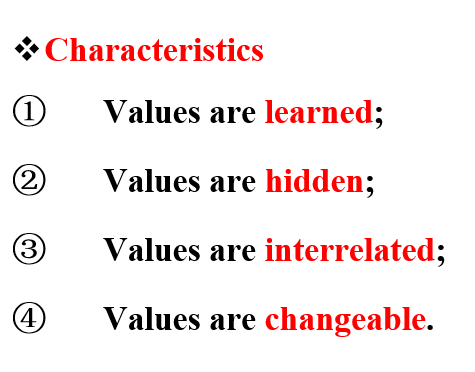 ❖Characteristics
① Values are learned;
② Values are hidden;
③ Values are interrelated;
④ Values are changeable.